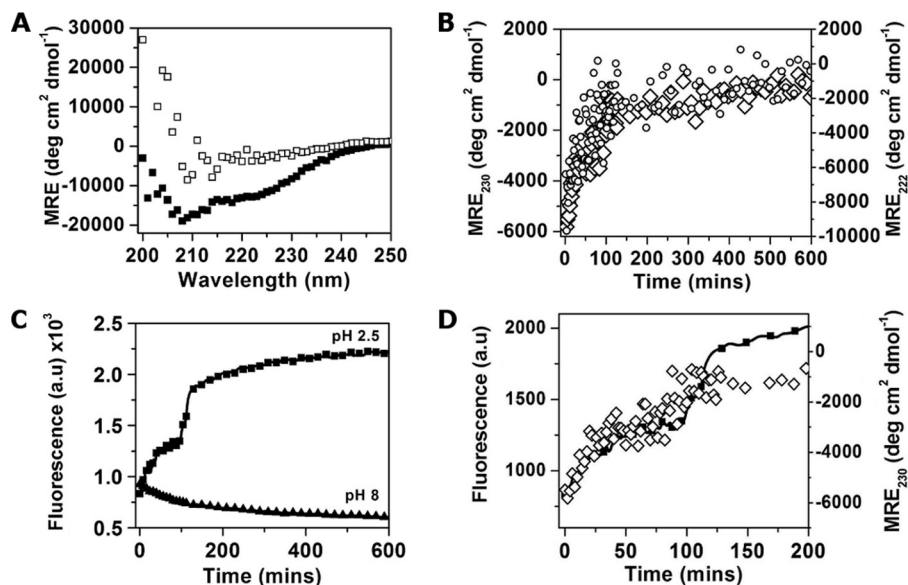 A
MRE (deg cm² dmol⁻¹)
30000
20000
10000
0
-10000
-20000
200 210 220 230 240 250
Wavelength (nm)
B
MRE₂₃₀ (deg cm² dmol⁻¹)
2000
0
-2000
-4000
-6000
2000
0
-2000
-4000
-6000
-8000
-10000
MRE₂₂₂ (deg cm² dmol⁻¹)
0 100 200 300 400 500 600
Time (mins)
C
Fluorescence (a.u) x10³
2.5
2.0
1.5
1.0
0.5
pH 2.5
pH 8
0 200 400 600
Time (mins)
D
Fluorescence (a.u)
2000
1500
1000
0
-2000
-4000
-6000
MRE₂₃₀ (deg cm² dmol⁻¹)
0 50 100 150 200
Time (mins)